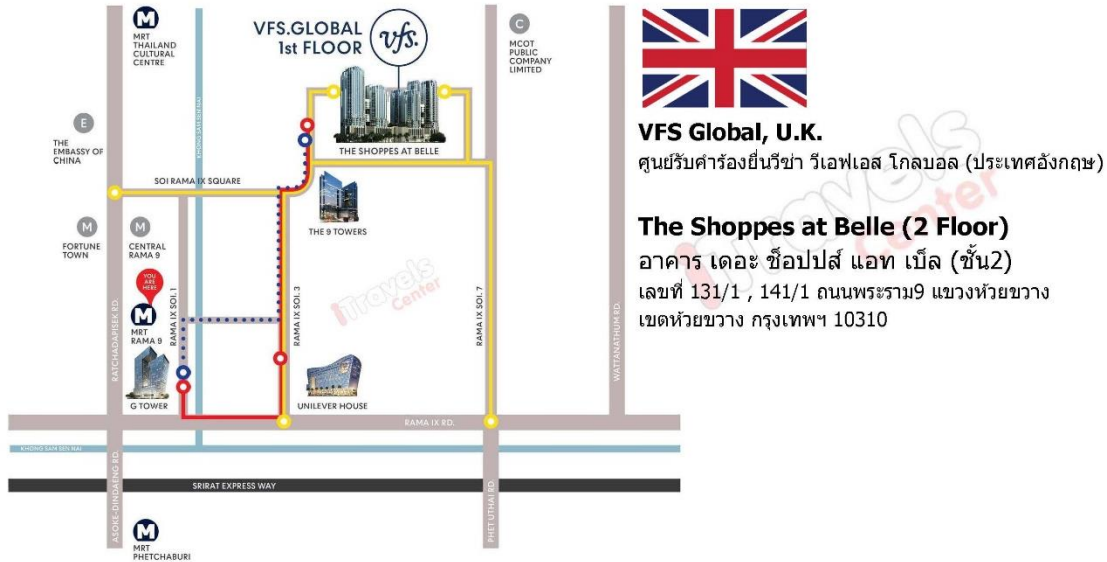 MRT
THAILAND
CULTURAL
CENTRE
VFS.GLOBAL
1st FLOOR
vfs.
C
MCOT
PUBLIC
COMPANY
LIMITED
E
THE
EMBASSY OF
CHINA
KHONG SAM SEN NAI
THE SHOPPES AT BELLE
SOI RAMA IX SQUARE
THE 9 TOWERS
M
FORTUNE
TOWN
M
CENTRAL
RAMA 9
YOU
ARE
HERE
M
MRT
RAMA 9
RATCHADAPISEK RD.
RAMA IX SOI. 1
RAMA IX SOI. 3
RAMA IX SOI. 7
WATTANATHUM RD.
G TOWER
UNILEVER HOUSE
RAMA IX RD.
KHONG SAM SEN NAI
SRIRAT EXPRESS WAY
ASOKE-DINDAENG RD.
PHET UTHAI RD.
M
MRT
PHETCHABURI
VFS Global, U.K.
ศูนย์รับคำร้องยื่นวีซ่า วีเอฟเอส โกลบอล (ประเทศอังกฤษ)
The Shoppes at Belle (2 Floor)
อาคาร เดอะ ช็อปปส์ แอท เบ็ล (ชั้น2)
เลขที่ 131/1 , 141/1 ถนนพระราม9 แขวงห้วยขวาง
เขตห้วยขวาง กรุงเทพฯ 10310
iTravels
Center
iTravels
Center